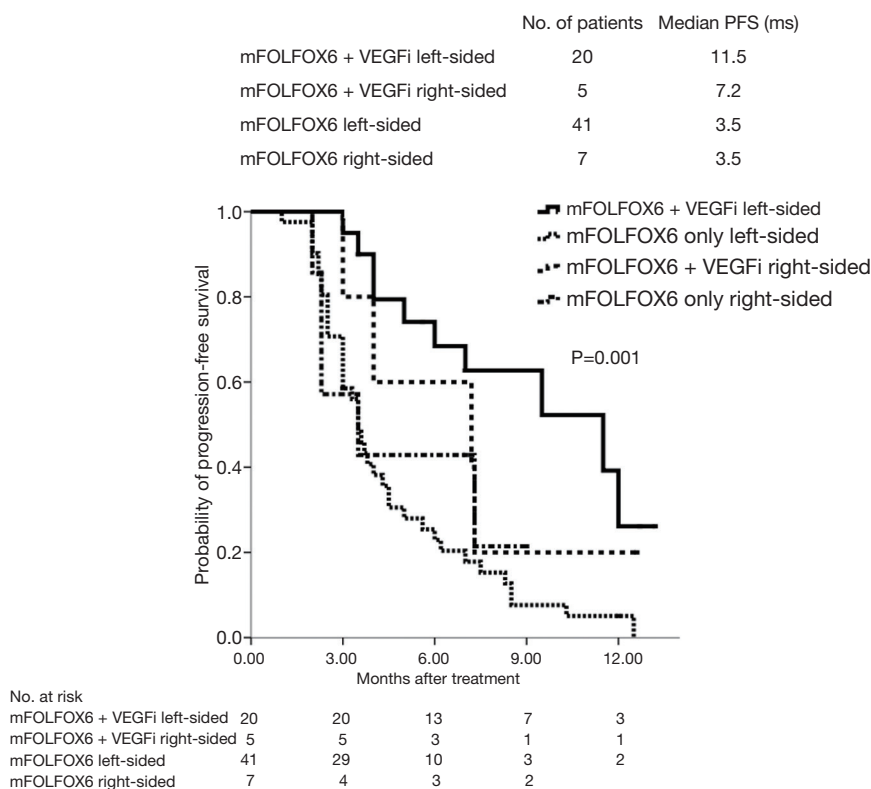 No. of patients Median PFS (ms)
mFOLFOX6 + VEGFi left-sided 20 11.5
mFOLFOX6 + VEGFi right-sided 5 7.2
mFOLFOX6 left-sided 41 3.5
mFOLFOX6 right-sided 7 3.5
mFOLFOX6 + VEGFi left-sided
mFOLFOX6 only left-sided
mFOLFOX6 + VEGFi right-sided
mFOLFOX6 only right-sided
P=0.001
Probability of progression-free survival
1.0
0.8
0.6
0.4
0.2
0.0
0.00 3.00 6.00 9.00 12.00
Months after treatment
No. at risk
mFOLFOX6 + VEGFi left-sided 20 20 13 7 3
mFOLFOX6 + VEGFi right-sided 5 5 3 1 1
mFOLFOX6 left-sided 41 29 10 3 2
mFOLFOX6 right-sided 7 4 3 2